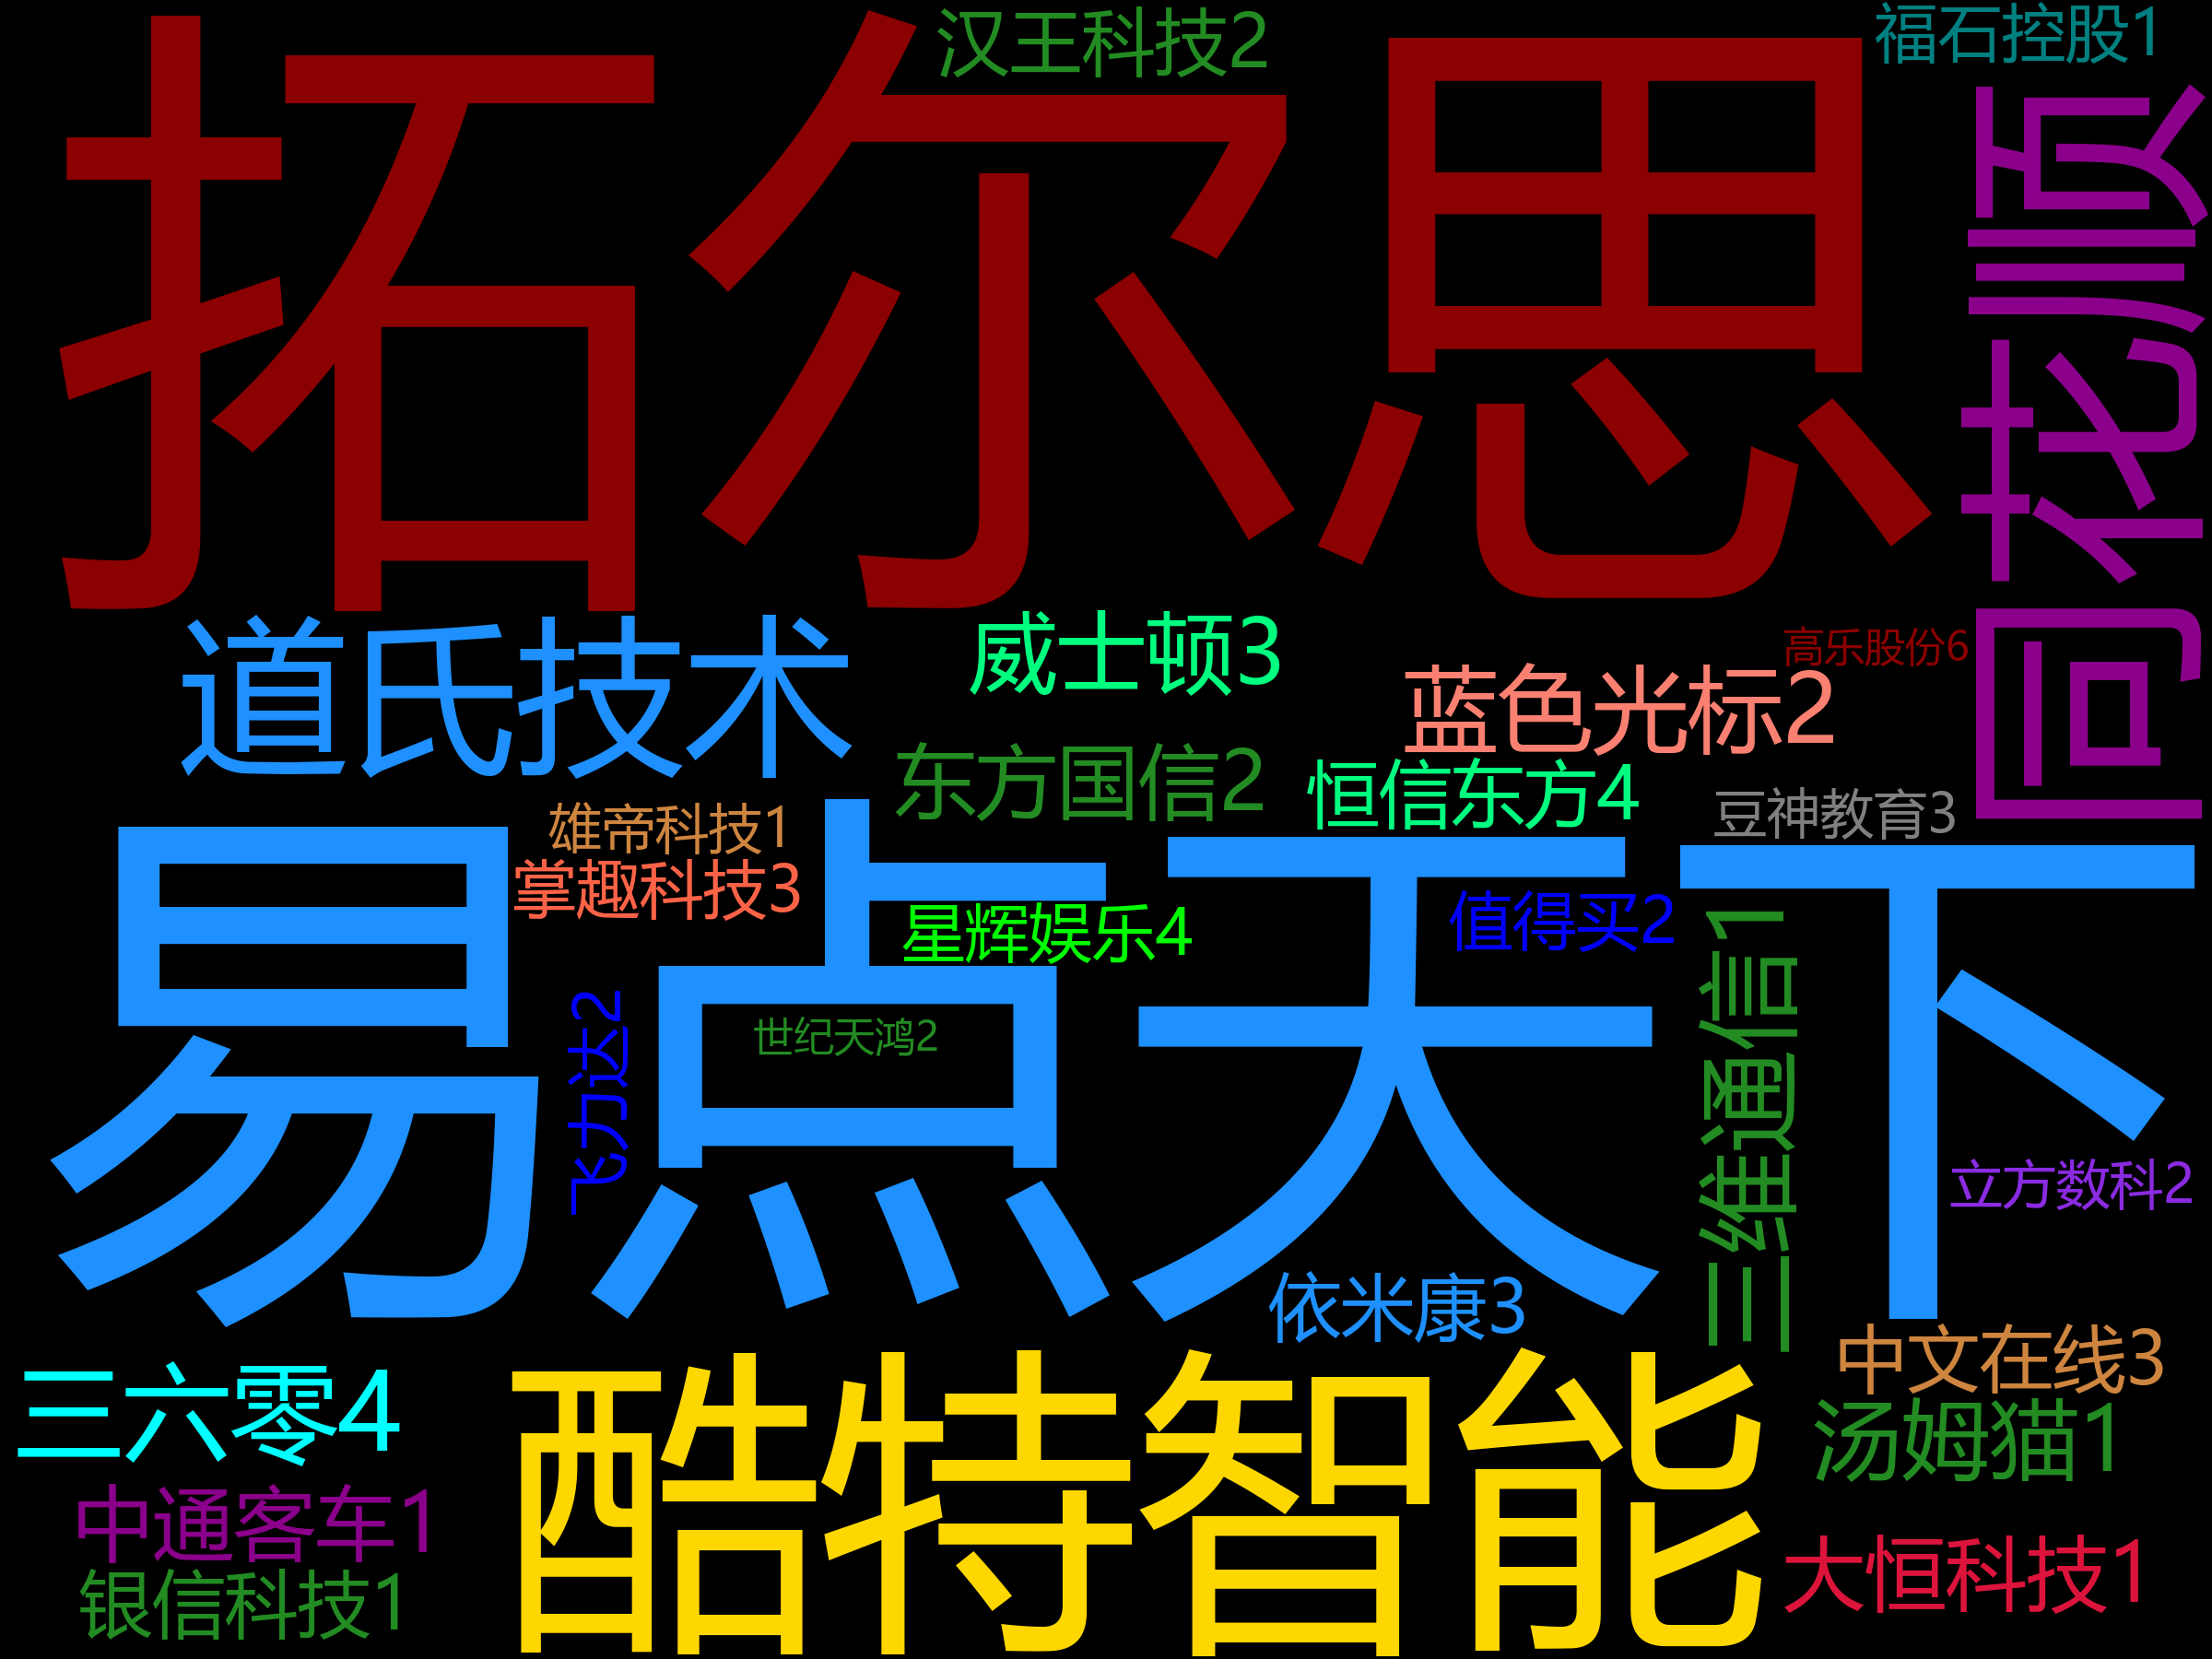 汉王科技2
福石控股1
拓尔思
同花顺
道氏技术
威士顿3
高乐股份6
蓝色光标2
东方国信2
恒信东方4
豆神教育3
雄帝科技1
掌趣科技3
易点天下
星辉娱乐4
值得买2
三维通信1
飞力达2
世纪天鸿2
立方数科2
依米康3
中文在线3
三六零4
酷特智能
汤姆猫1
中通客车1
大恒科技1
银信科技1